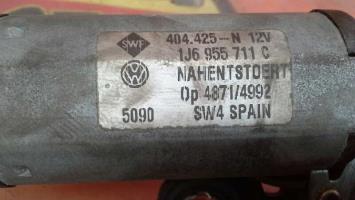 SWF 404.425-N 12V
1J6 955 711 C
NAHENTSTOERT
Op 4871/4992
5090 SW4 SPAIN